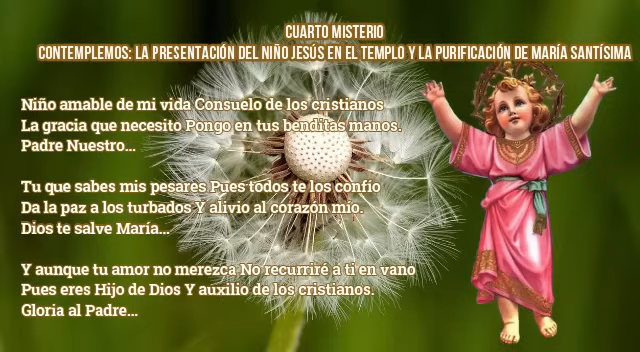 CUARTO MISTERIO
CONTEMPLEMOS: LA PRESENTACIÓN DEL NIÑO JESÚS EN EL TEMPLO Y LA PURIFICACIÓN DE MARÍA SANTÍSIMA
Niño amable de mi vida Consuelo de los cristianos
La gracia que necesito Pongo en tus benditas manos.
Padre Nuestro...
Tu que sabes mis pesares Pues todos te los confío
Da la paz a los turbados Y alivio al corazón mío.
Dios te salve María...
Y aunque tu amor no merezca No recurriré a ti en vano
Pues eres Hijo de Dios Y auxilio de los cristianos.
Gloria al Padre...